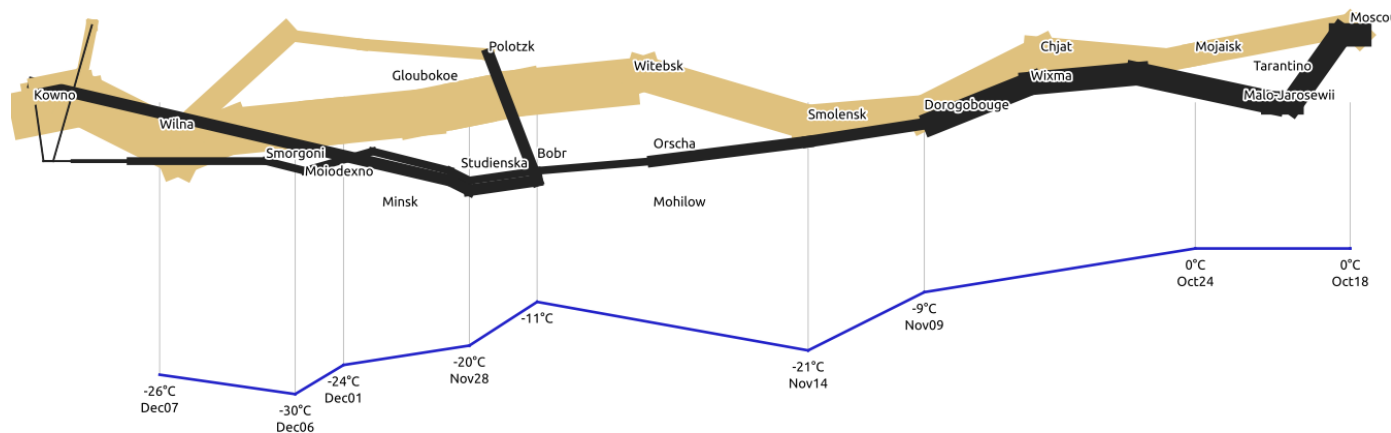 Moscou
Chjat
Mojaisk
Polotzk
Witebsk
Tarantino
Gloubokoe
Wixma
Kowno
Malo-Jarosewii
Dorogobouge
Smolensk
Wilna
Orscha
Smorgoni
Bobr
Studienska
Moiodexno
Minsk
Mohilow
0°C
Oct24
0°C
Oct18
-9°C
Nov09
-11°C
-21°C
Nov14
-20°C
Nov28
-24°C
Dec01
-26°C
Dec07
-30°C
Dec06